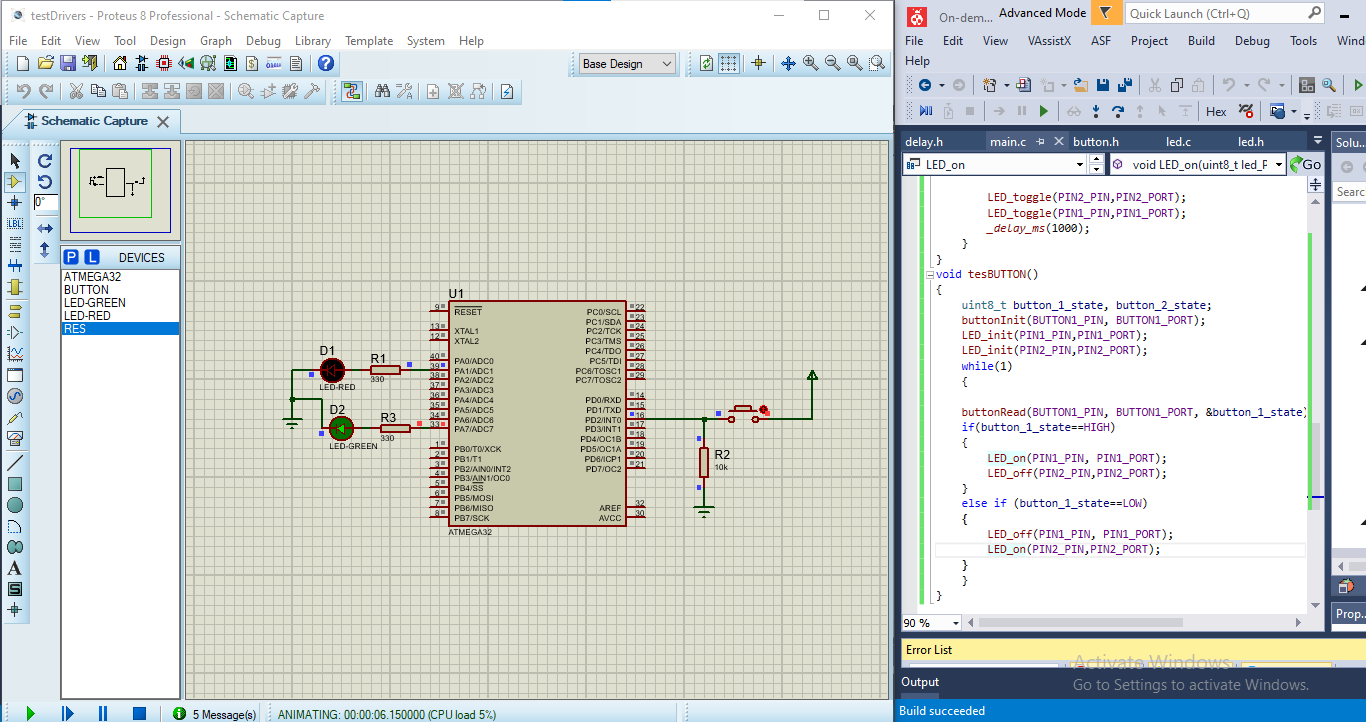 testDrivers - Proteus 8 Professional - Schematic Capture
File Edit View Tool Design Graph Debug Library Template System Help
Base Design
Schematic Capture
0°
P L DEVICES
ATMEGA32
BUTTON
LED-GREEN
LED-RED
RES
LBL
A
U1
9 RESET
13 XTAL1
12 XTAL2
40 PA0/ADC0
39 PA1/ADC1
38 PA2/ADC2
37 PA3/ADC3
36 PA4/ADC4
35 PA5/ADC5
34 PA6/ADC6
33 PA7/ADC7
1 PB0/T0/XCK
2 PB1/T1
3 PB2/AIN0/INT2
4 PB3/AIN1/OC0
5 PB4/SS
6 PB5/MOSI
7 PB6/MISO
8 PB7/SCK
PC0/SCL 22
PC1/SDA 23
PC2/TCK 24
PC3/TMS 25
PC4/TDO 26
PC5/TDI 27
PC6/TOSC1 28
PC7/TOSC2 29
PD0/RXD 14
PD1/TXD 15
PD2/INT0 16
PD3/INT1 17
PD4/OC1B 18
PD5/OC1A 19
PD6/ICP1 20
PD7/OC2 21
AREF 32
AVCC 30
ATMEGA32
D1
LED-RED
R1
330
D2
LED-GREEN
R3
330
R2
10k
5 Message(s)
ANIMATING: 00:00:06.150000 (CPU load 5%)
On-dem... Advanced Mode Quick Launch (Ctrl+Q)
File Edit View VAssistX ASF Project Build Debug Tools Wind
Help
Hex
delay.h main.c button.h led.c led.h
LED_on void LED_on(uint8_t led_P Go
LED_toggle(PIN2_PIN,PIN2_PORT);
LED_toggle(PIN1_PIN,PIN1_PORT);
_delay_ms(1000);
}
}
void tesBUTTON()
{
uint8_t button_1_state, button_2_state;
buttonInit(BUTTON1_PIN, BUTTON1_PORT);
LED_init(PIN1_PIN,PIN1_PORT);
LED_init(PIN2_PIN,PIN2_PORT);
while(1)
{
buttonRead(BUTTON1_PIN, BUTTON1_PORT, &button_1_state)
if(button_1_state==HIGH)
{
LED_on(PIN1_PIN, PIN1_PORT);
LED_off(PIN2_PIN,PIN2_PORT);
}
else if (button_1_state==LOW)
{
LED_off(PIN1_PIN, PIN1_PORT);
LED_on(PIN2_PIN,PIN2_PORT);
}
}
}
90 %
Solu...
Searc
Prop...
Error List
Output
Activate Windows
Go to Settings to activate Windows.
Build succeeded